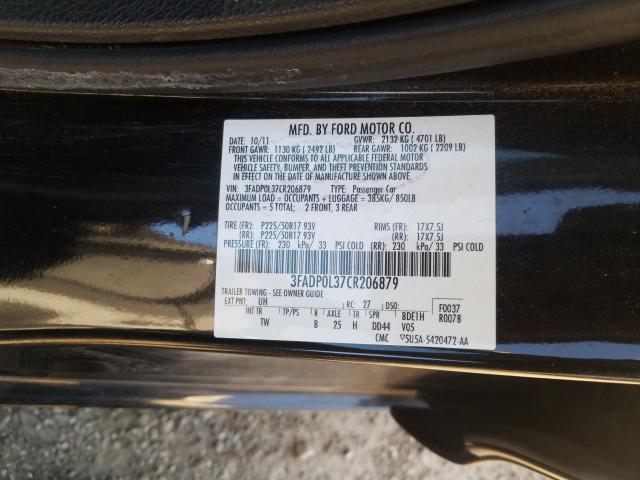 MFD. BY FORD MOTOR CO.
DATE: 10/11 GVWR: 2132 KG ( 4701 LB)
FRONT GAWR: 1130 KG ( 2492 LB) REAR GAWR: 1002 KG ( 2209 LB)
THIS VEHICLE CONFORMS TO ALL APPLICABLE FEDERAL MOTOR
VEHICLE SAFETY, BUMPER, AND THEFT PREVENTION STANDARDS
IN EFFECT ON THE DATE OF MANUFACTURE SHOWN ABOVE.
VIN: 3FADP0L37CR206879 TYPE: Passenger Car
MAXIMUM LOAD = OCCUPANTS + LUGGAGE = 385KG/ 850LB
OCCUPANTS = 5 TOTAL: 2 FRONT, 3 REAR
TIRE (F): P225/50R17 93V RIMS (F): 17X7.5J
(R): P225/50R17 93V (R): 17X7.5J
PRESSURE (F): 230 kPa/ 33 PSI COLD (R): 230 kPa/ 33 PSI COLD
3FADP0L37CR206879
TRAILER TOWING - SEE OWNER GUIDE
EXT PNT: UH RC: 27 DSO: F0037
INT TR TP/PS R AXLE TR SPR BDE1H R0078
TW B 25 H DD44 V05
CMC 5U5A-5420472-AA